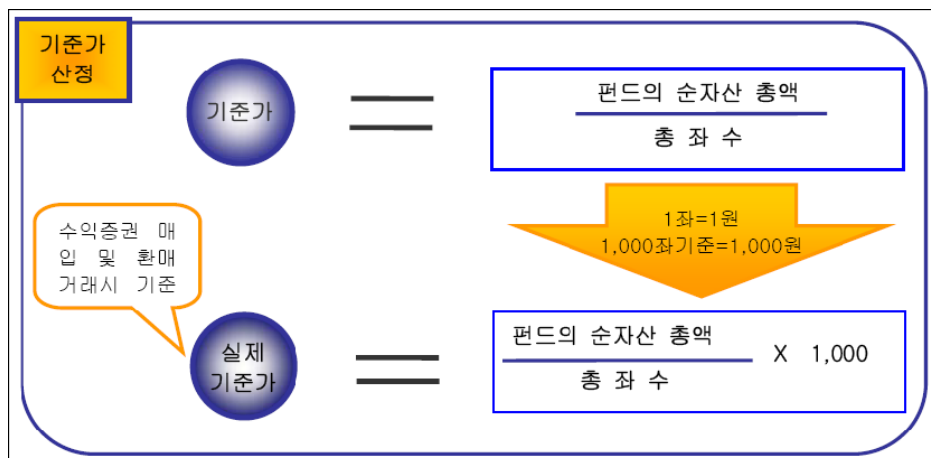 기준가
산정
기준가
펀드의 순자산 총액
총 좌 수
1좌=1원
1,000좌기준=1,000원
수익증권 매
입 및 환매
거래시 기준
실제
기준가
펀드의 순자산 총액
총 좌 수
X 1,000